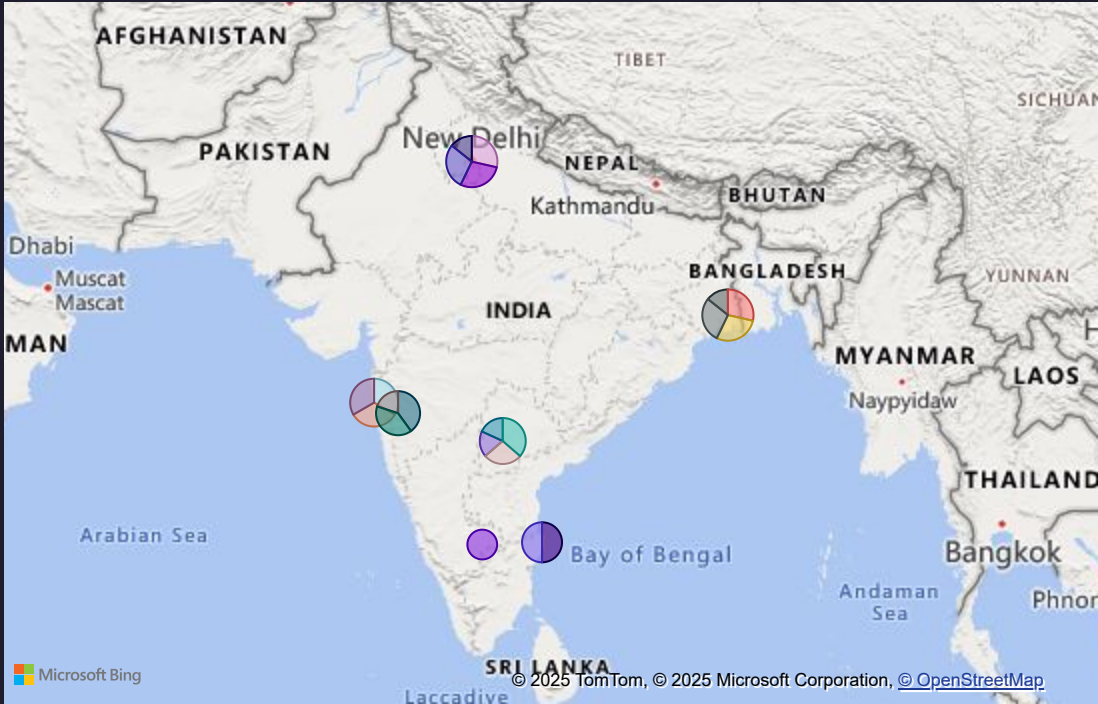 AFGHANISTAN
TIBET
SICHUAN
New Delhi
PAKISTAN
NEPAL
BHUTAN
Kathmandu
Dhabi
BANGLADESH
Muscat
Mascat
YUNNAN
INDIA
H
MAN
MYANMAR
LAOS
Naypyidaw
THAILAND
Arabian Sea
Bay of Bengal
Bangkok
Andaman
Sea
Phnom
SRI LANKA
Microsoft Bing
© 2025 TomTom, © 2025 Microsoft Corporation, © OpenStreetMap
Laccadive